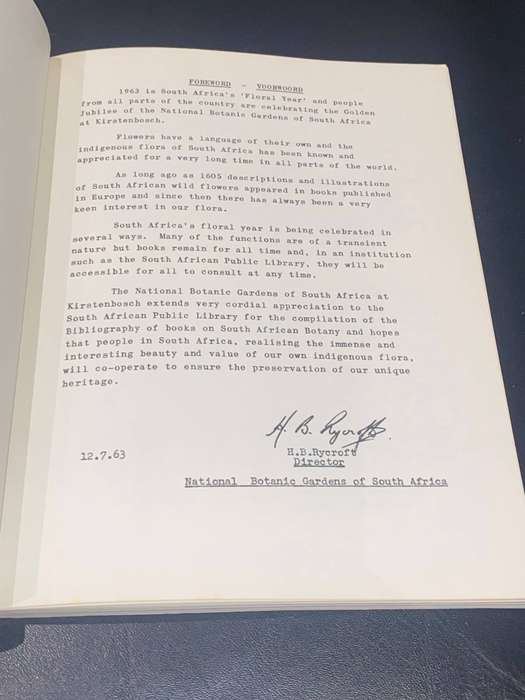 FOREWORD - VOORWOORD
1963 is South Africa's 'Floral Year' and people
from all parts of the country are celebrating the Golden
Jubilee of the National Botanic Gardens of South Africa
at Kirstenbosch.
Flowers have a language of their own and the
indigenous flora of South Africa has been known and
appreciated for a very long time in all parts of the world.
As long ago as 1605 descriptions and illustrations
of South African wild flowers appeared in books published
in Europe and since then there has always been a very
keen interest in our flora.
South Africa's floral year is being celebrated in
several ways. Many of the functions are of a transient
nature but books remain for all time and, in an institution
such as the South African Public Library, they will be
accessible for all to consult at any time.
The National Botanic Gardens of South Africa at
Kirstenbosch extends very cordial appreciation to the
South African Public Library for the compilation of the
Bibliography of books on South African Botany and hopes
that people in South Africa, realising the immense and
interesting beauty and value of our own indigenous flora,
will co-operate to ensure the preservation of our unique
heritage.
H. B. Rycroft.
12.7.63 H.B.Rycroft
Director
National Botanic Gardens of South Africa